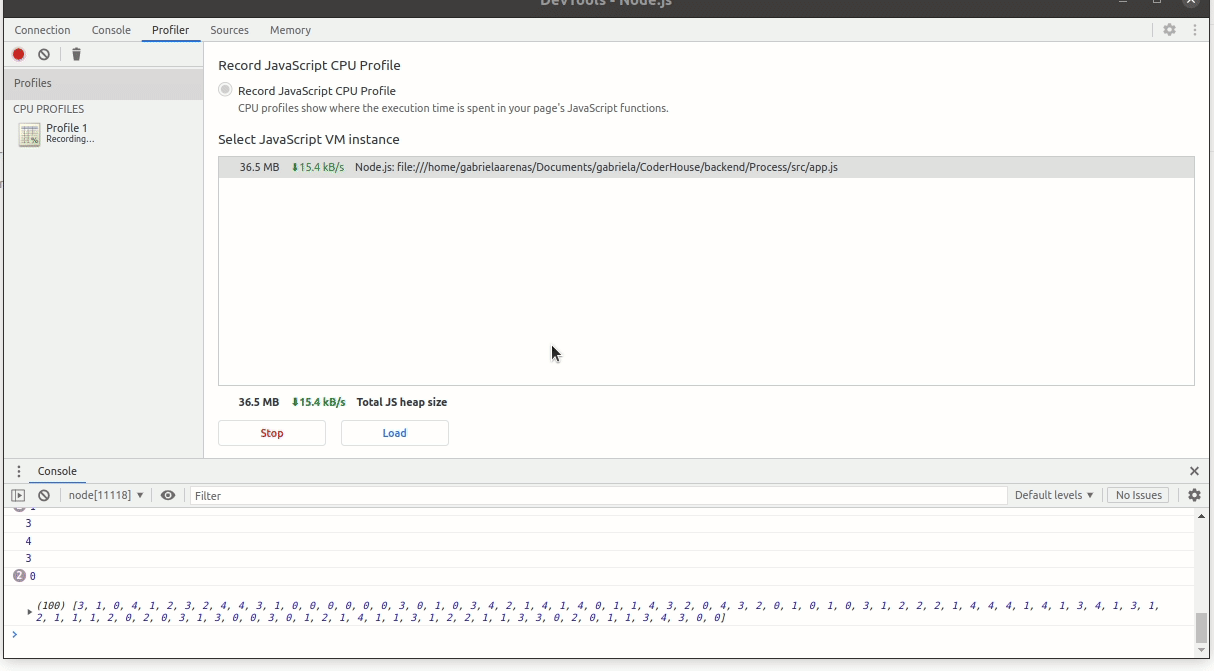 DevTools - Node.js
Connection Console Profiler Sources Memory
Profiles
CPU PROFILES
Profile 1
Recording...
Record JavaScript CPU Profile
Record JavaScript CPU Profile
CPU profiles show where the execution time is spent in your page's JavaScript functions.
Select JavaScript VM instance
36.5 MB ⬇15.4 kB/s Node.js: file:///home/gabrielaarenas/Documents/gabriela/CoderHouse/backend/Process/src/app.js
36.5 MB ⬇15.4 kB/s Total JS heap size
Stop Load
Console
node[11118] ▼ Filter Default levels ▼ No Issues
3
4
3
2 0
(100) [3, 1, 0, 4, 1, 2, 3, 2, 4, 4, 3, 1, 0, 0, 0, 0, 0, 0, 3, 0, 1, 0, 3, 4, 2, 1, 4, 1, 4, 0, 1, 1, 4, 3, 2, 0, 4, 3, 2, 0, 1, 0, 1, 0, 3, 1, 2, 2, 2, 1, 4, 4, 4, 1, 4, 1, 3, 4, 1, 3, 1,
2, 1, 1, 1, 2, 0, 2, 0, 3, 1, 3, 0, 0, 3, 0, 1, 2, 1, 4, 1, 1, 3, 1, 2, 2, 1, 1, 3, 3, 0, 2, 0, 1, 1, 3, 4, 3, 0, 0]